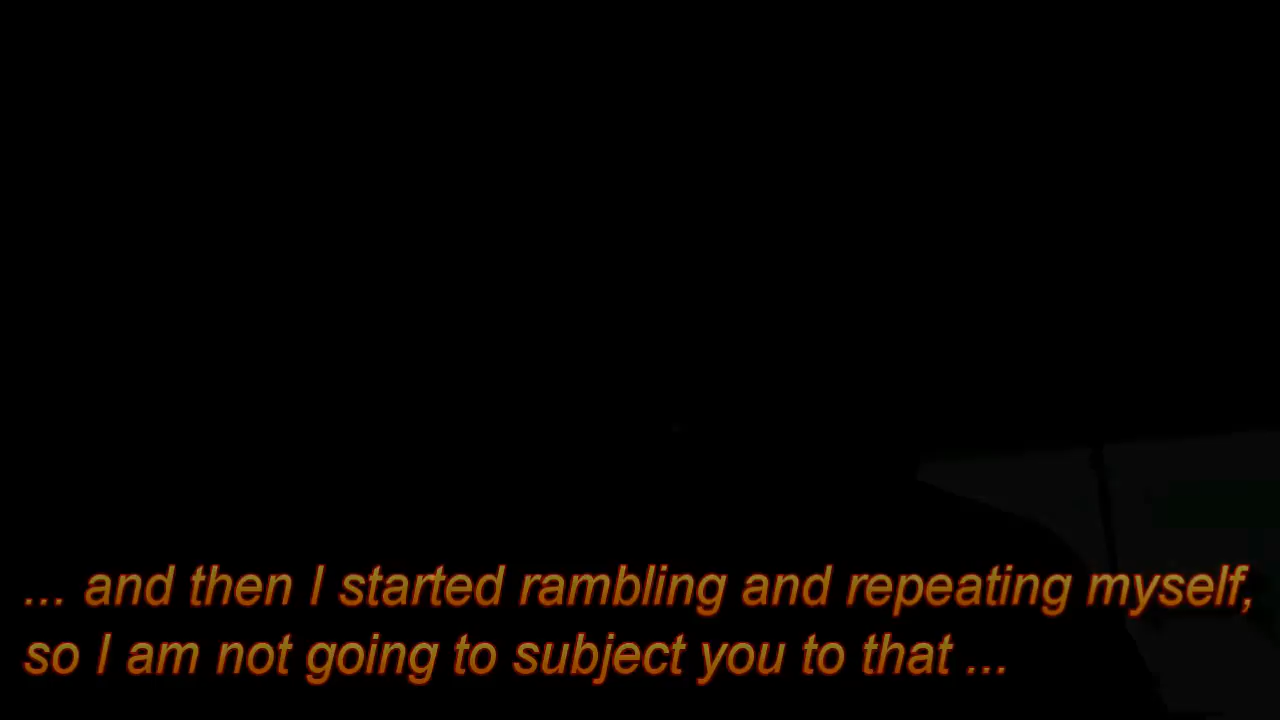 ... and then I started rambling and repeating myself,
so I am not going to subject you to that ...